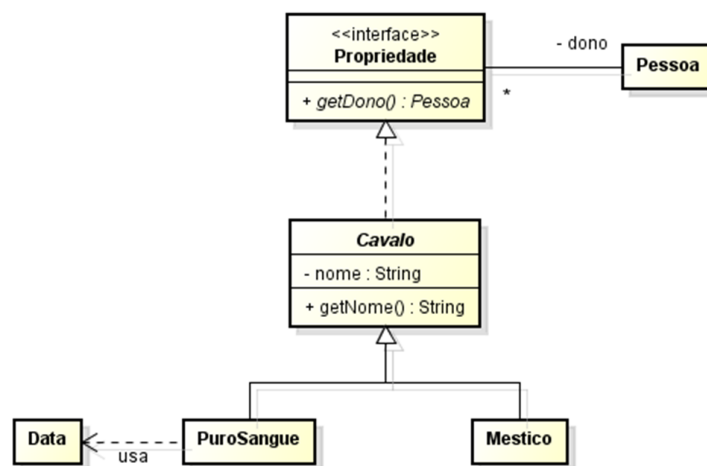 <<interface>>
Propriedade
+ getDono() : Pessoa
- dono
*
Pessoa
Cavalo
- nome : String
+ getNome() : String
Data
usa
PuroSangue
Mestico